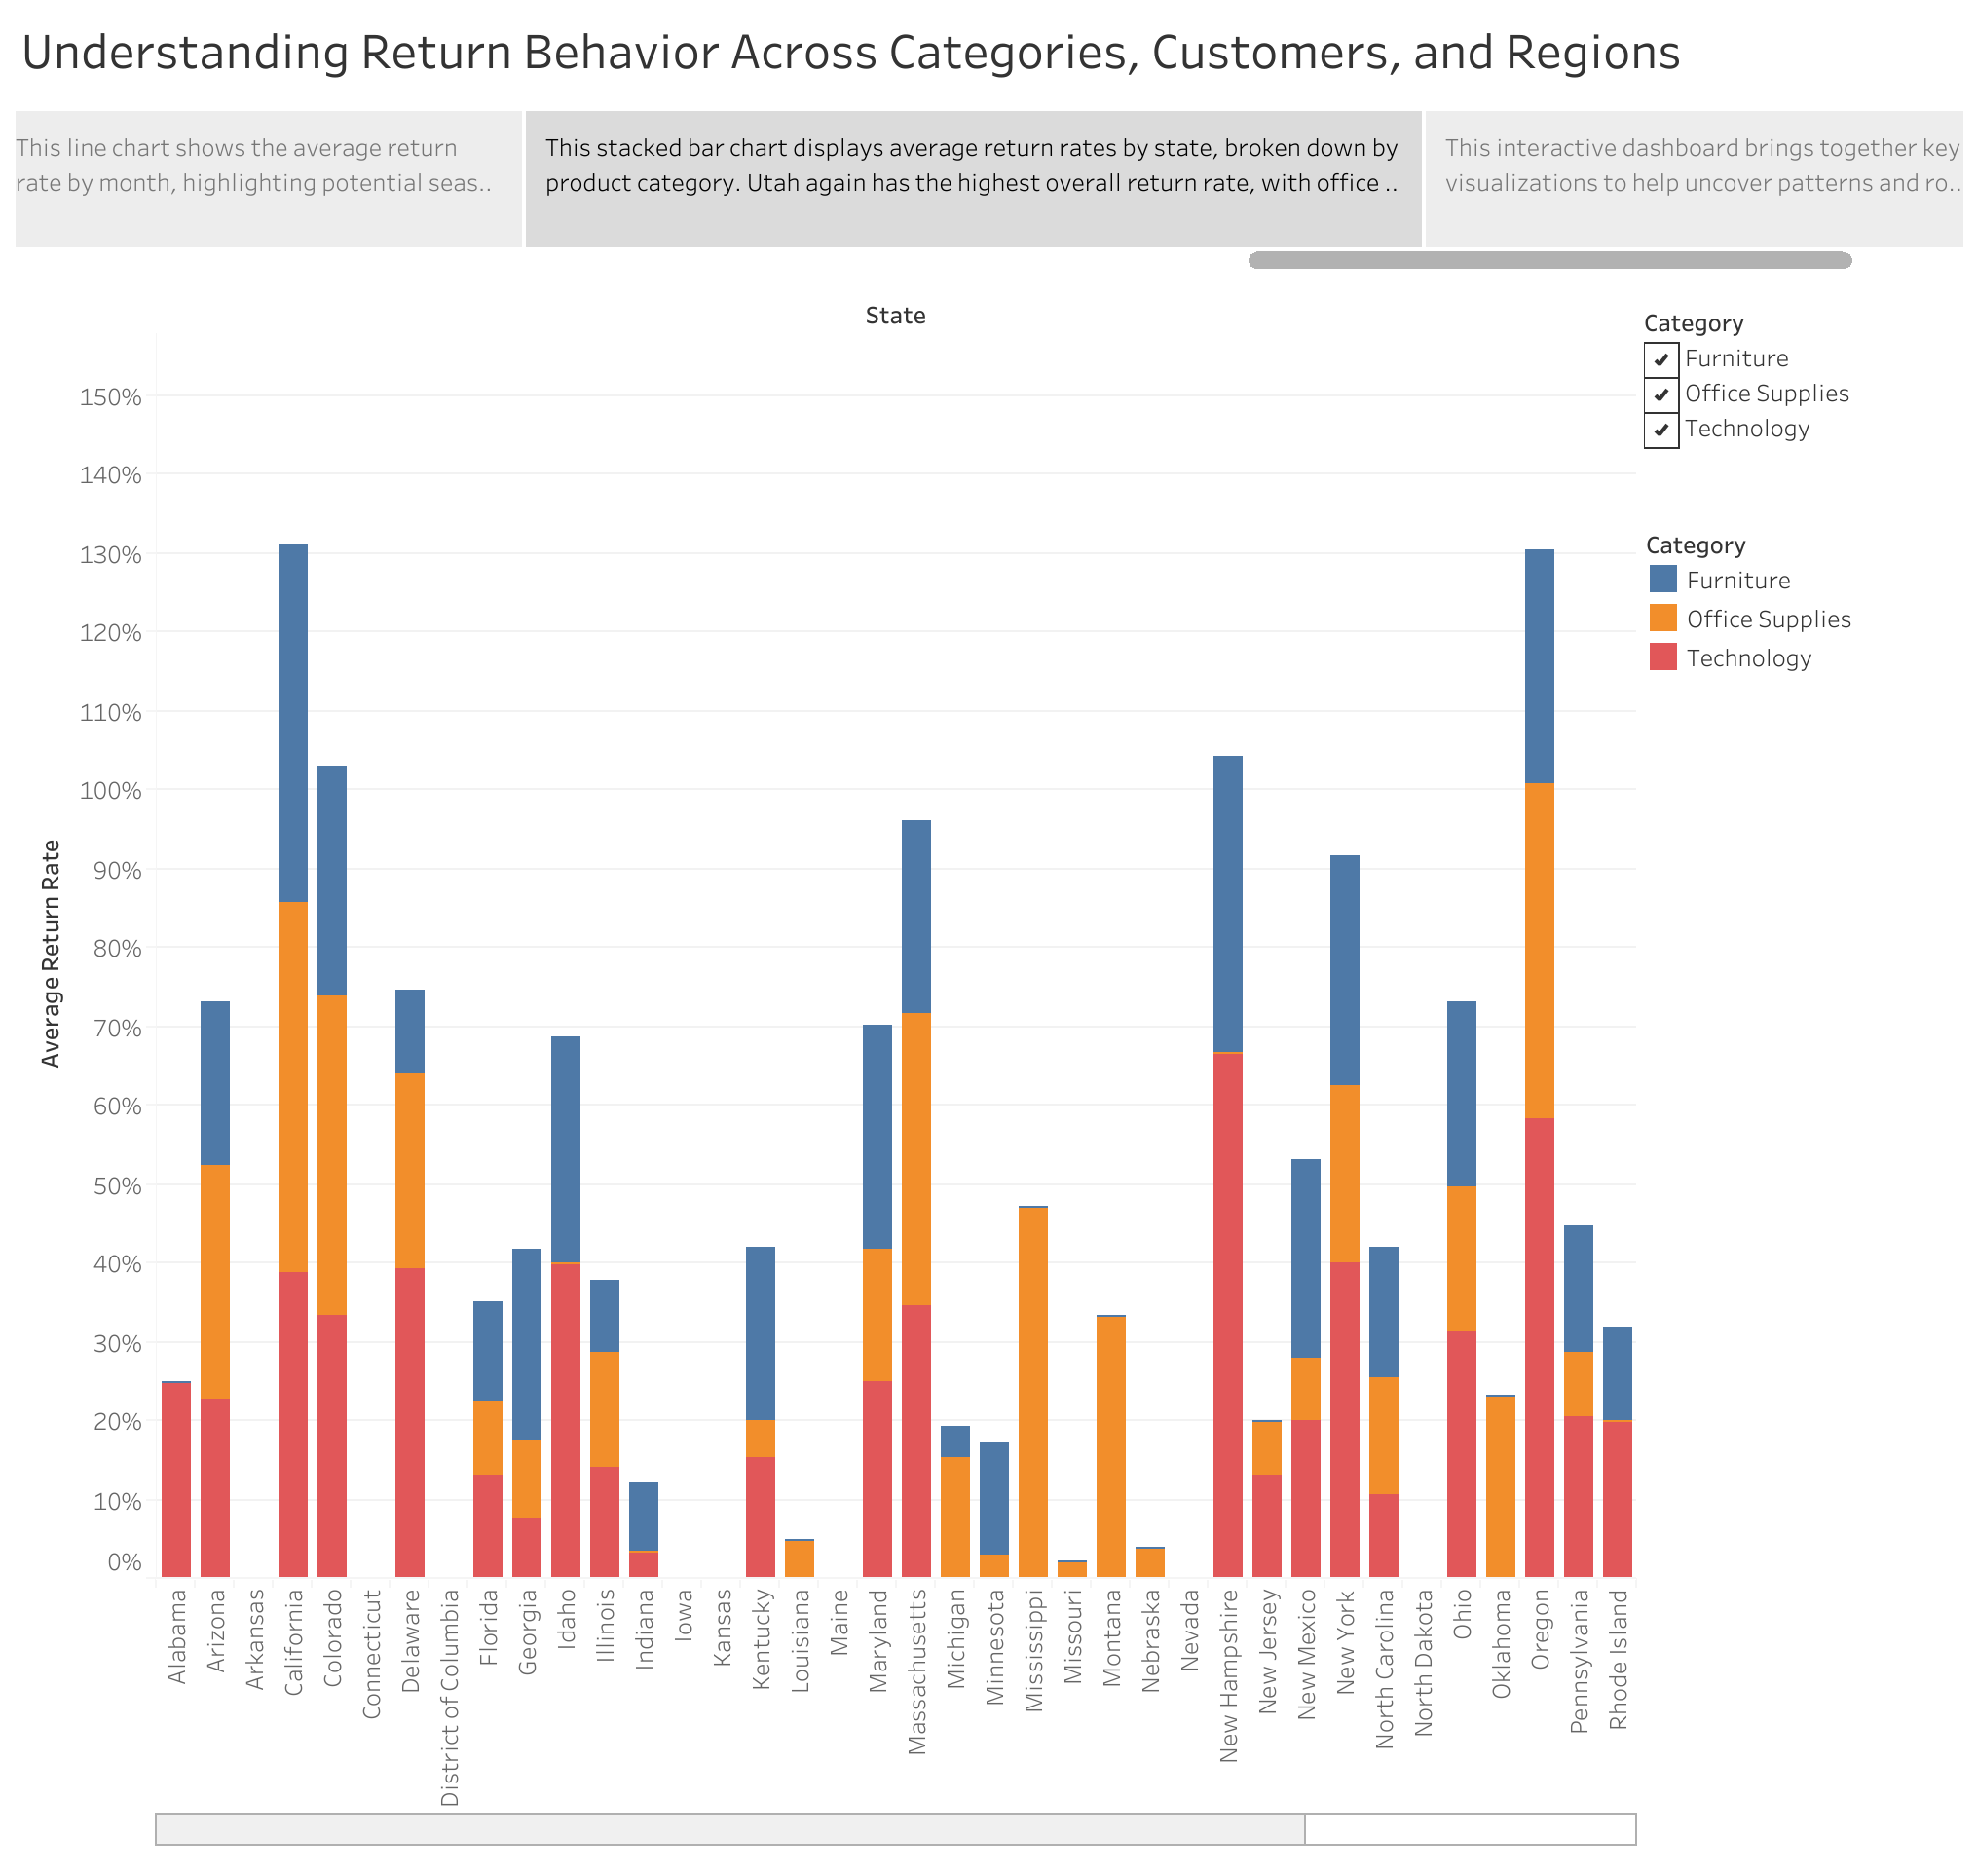 Understanding Return Behavior Across Categories, Customers, and Regions
This line chart shows the average return
rate by month, highlighting potential seas..
This stacked bar chart displays average return rates by state, broken down by
product category. Utah again has the highest overall return rate, with office ..
This interactive dashboard brings together key
visualizations to help uncover patterns and ro..
State
Category
Furniture
Office Supplies
Technology
Category
Furniture
Office Supplies
Technology
Average Return Rate
150%
140%
130%
120%
110%
100%
90%
80%
70%
60%
50%
40%
30%
20%
10%
0%
Alabama
Arizona
Arkansas
California
Colorado
Connecticut
Delaware
District of Columbia
Florida
Georgia
Idaho
Illinois
Indiana
Iowa
Kansas
Kentucky
Louisiana
Maine
Maryland
Massachusetts
Michigan
Minnesota
Mississippi
Missouri
Montana
Nebraska
Nevada
New Hampshire
New Jersey
New Mexico
New York
North Carolina
North Dakota
Ohio
Oklahoma
Oregon
Pennsylvania
Rhode Island